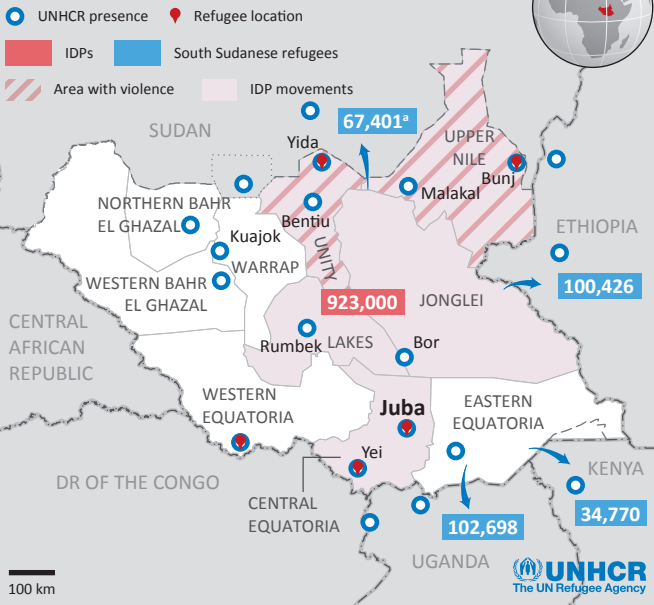 UNHCR presence
Refugee location
IDPs
South Sudanese refugees
Area with violence
IDP movements
SUDAN
67,401ᵃ
Yida
UPPER
NILE
Bunj
Malakal
NORTHERN BAHR
EL GHAZAL
Bentiu
ETHIOPIA
Kuajok
UNITY
WARRAP
WESTERN BAHR
EL GHAZAL
100,426
923,000
JONGLEI
CENTRAL
AFRICAN
REPUBLIC
Rumbek
LAKES
Bor
WESTERN
EQUATORIA
Juba
EASTERN
EQUATORIA
Yei
KENYA
DR OF THE CONGO
CENTRAL
EQUATORIA
34,770
102,698
UGANDA
100 km
UNHCR
The UN Refugee Agency